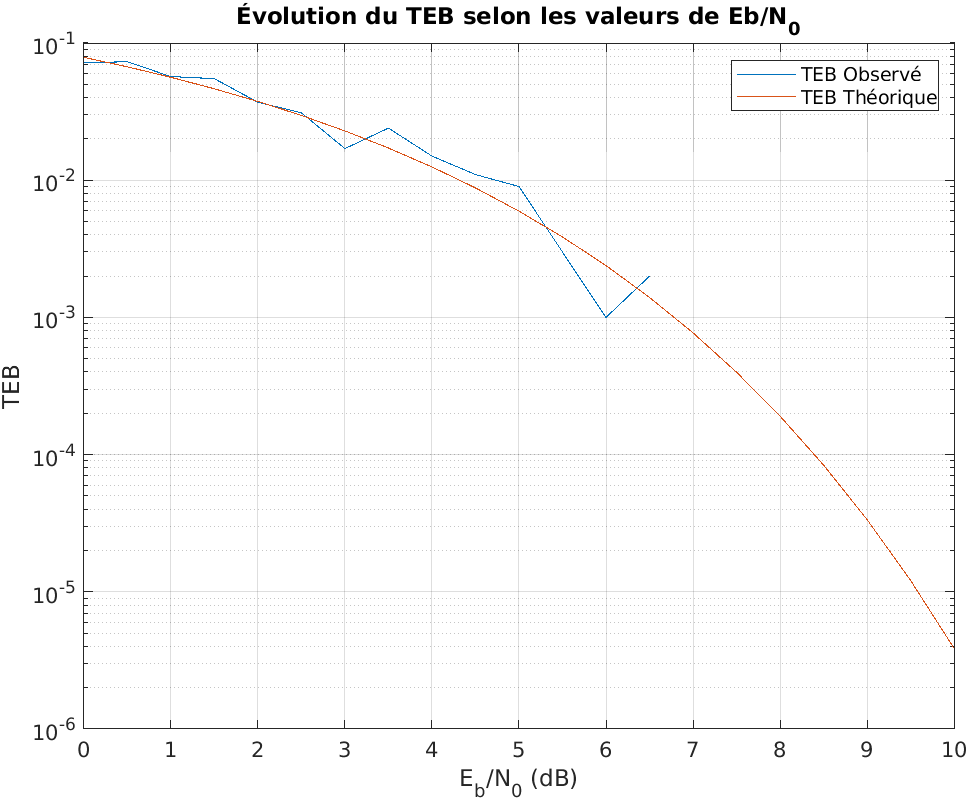 Évolution du TEB selon les valeurs de Eb/N₀
TEB Observé
TEB Théorique
10⁻¹
10⁻²
10⁻³
10⁻⁴
10⁻⁵
10⁻⁶
TEB
0 1 2 3 4 5 6 7 8 9 10
E_b/N₀ (dB)